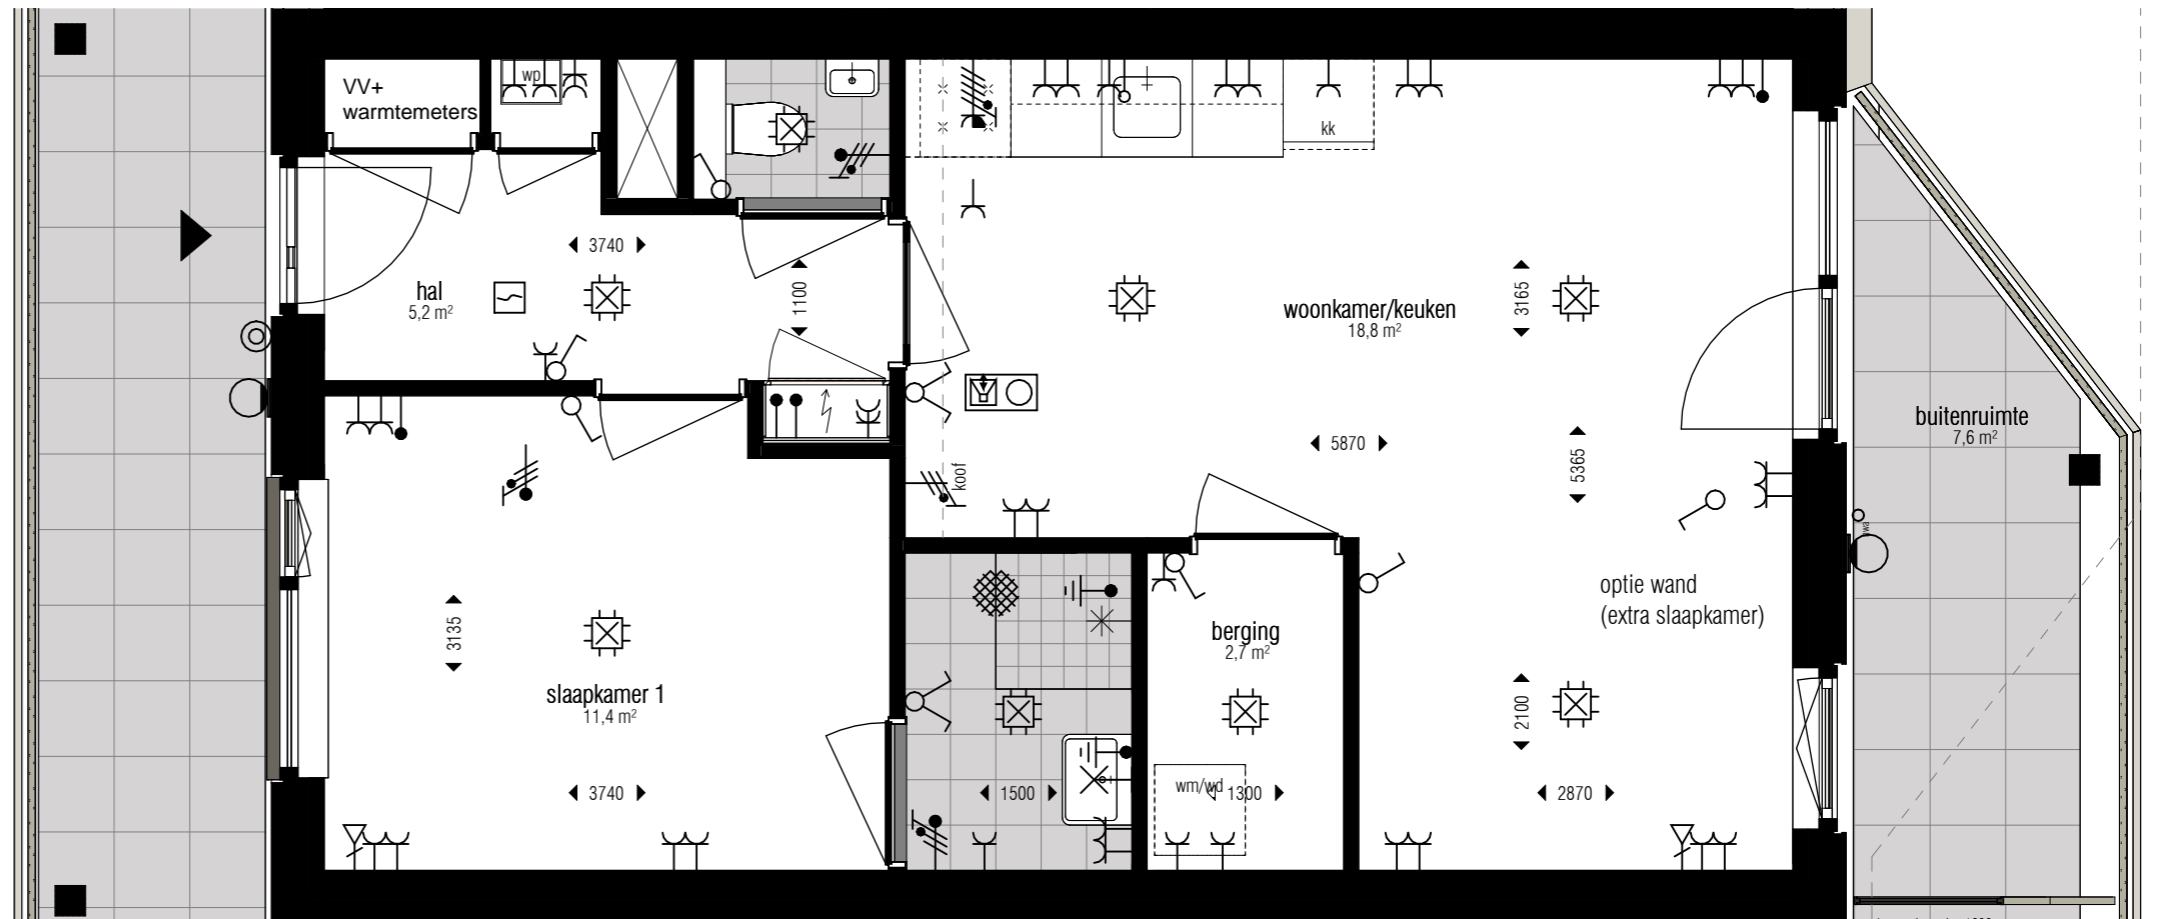 VV+
warmtemeters
wp
kk
3740
hal
5,2 m²
1100
woonkamer/keuken
18,8 m²
3165
buitenruimte
7,6 m²
5870
5365
koof
optie wand
(extra slaapkamer)
3135
berging
2,7 m²
slaapkamer 1
11,4 m²
2100
wm/wd
3740
1500
1300
2870